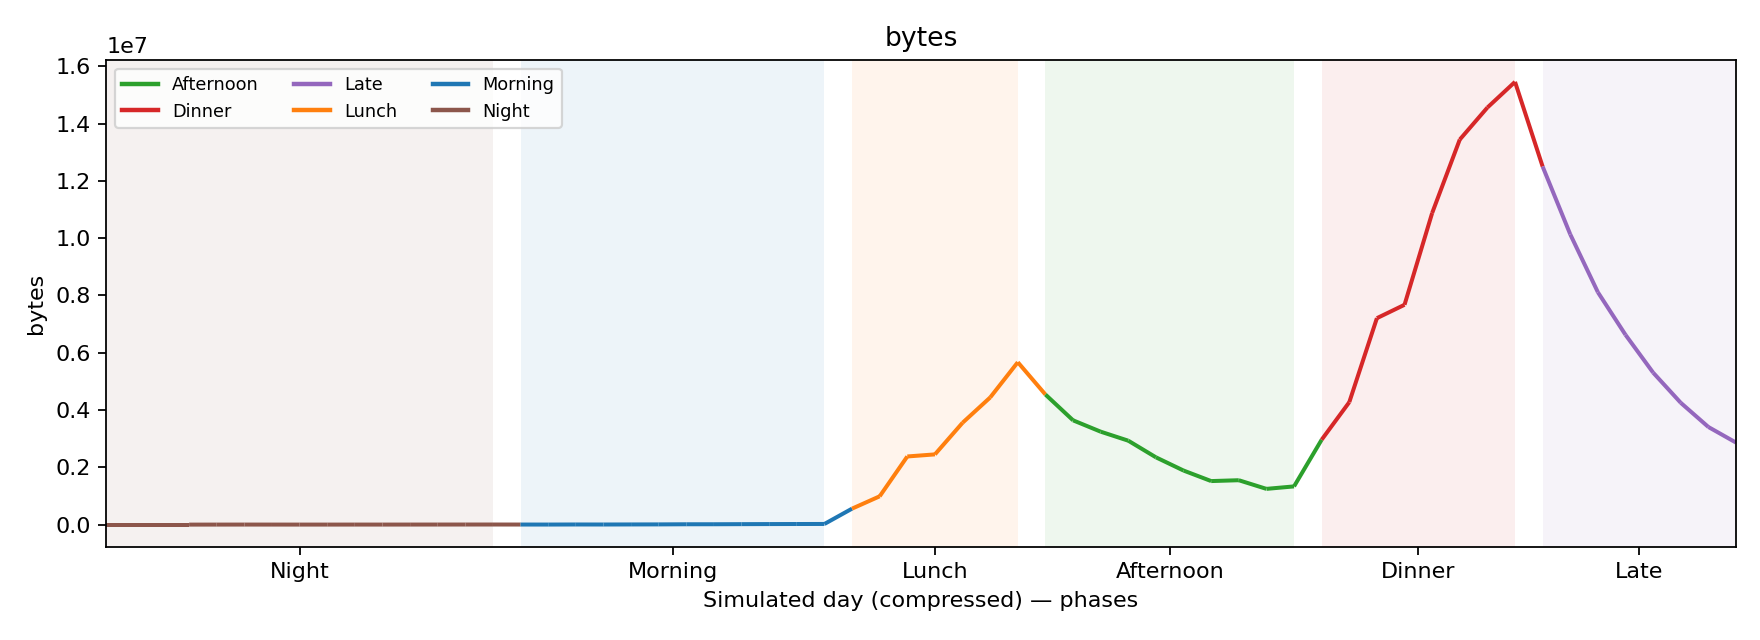 bytes
1e7
1.6
1.4
1.2
1.0
0.8
0.6
0.4
0.2
0.0
bytes
Afternoon Late Morning
Dinner Lunch Night
Night Morning Lunch Afternoon Dinner Late
Simulated day (compressed) — phases